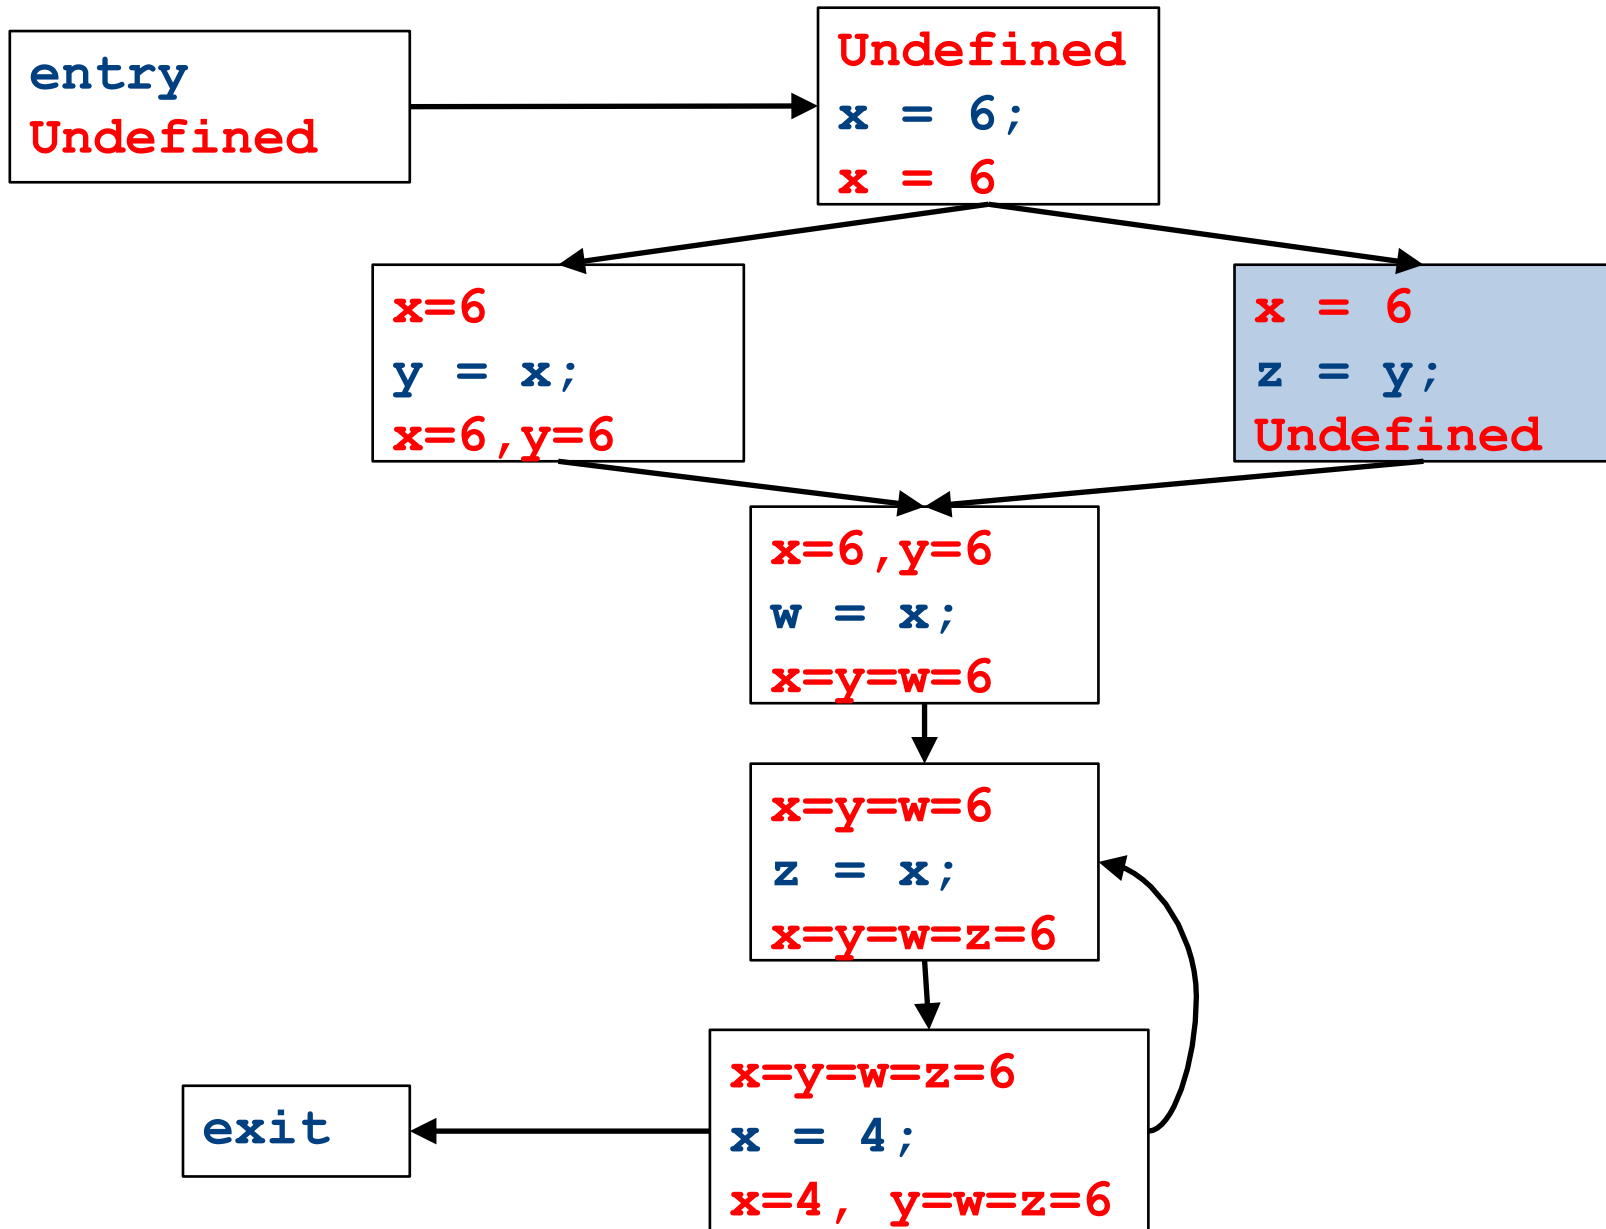 entry
Undefined
Undefined
x = 6;
x = 6
x=6
y = x;
x=6,y=6
x = 6
z = y;
Undefined
x=6,y=6
w = x;
x=y=w=6
x=y=w=6
z = x;
x=y=w=z=6
x=y=w=z=6
x = 4;
x=4, y=w=z=6
exit